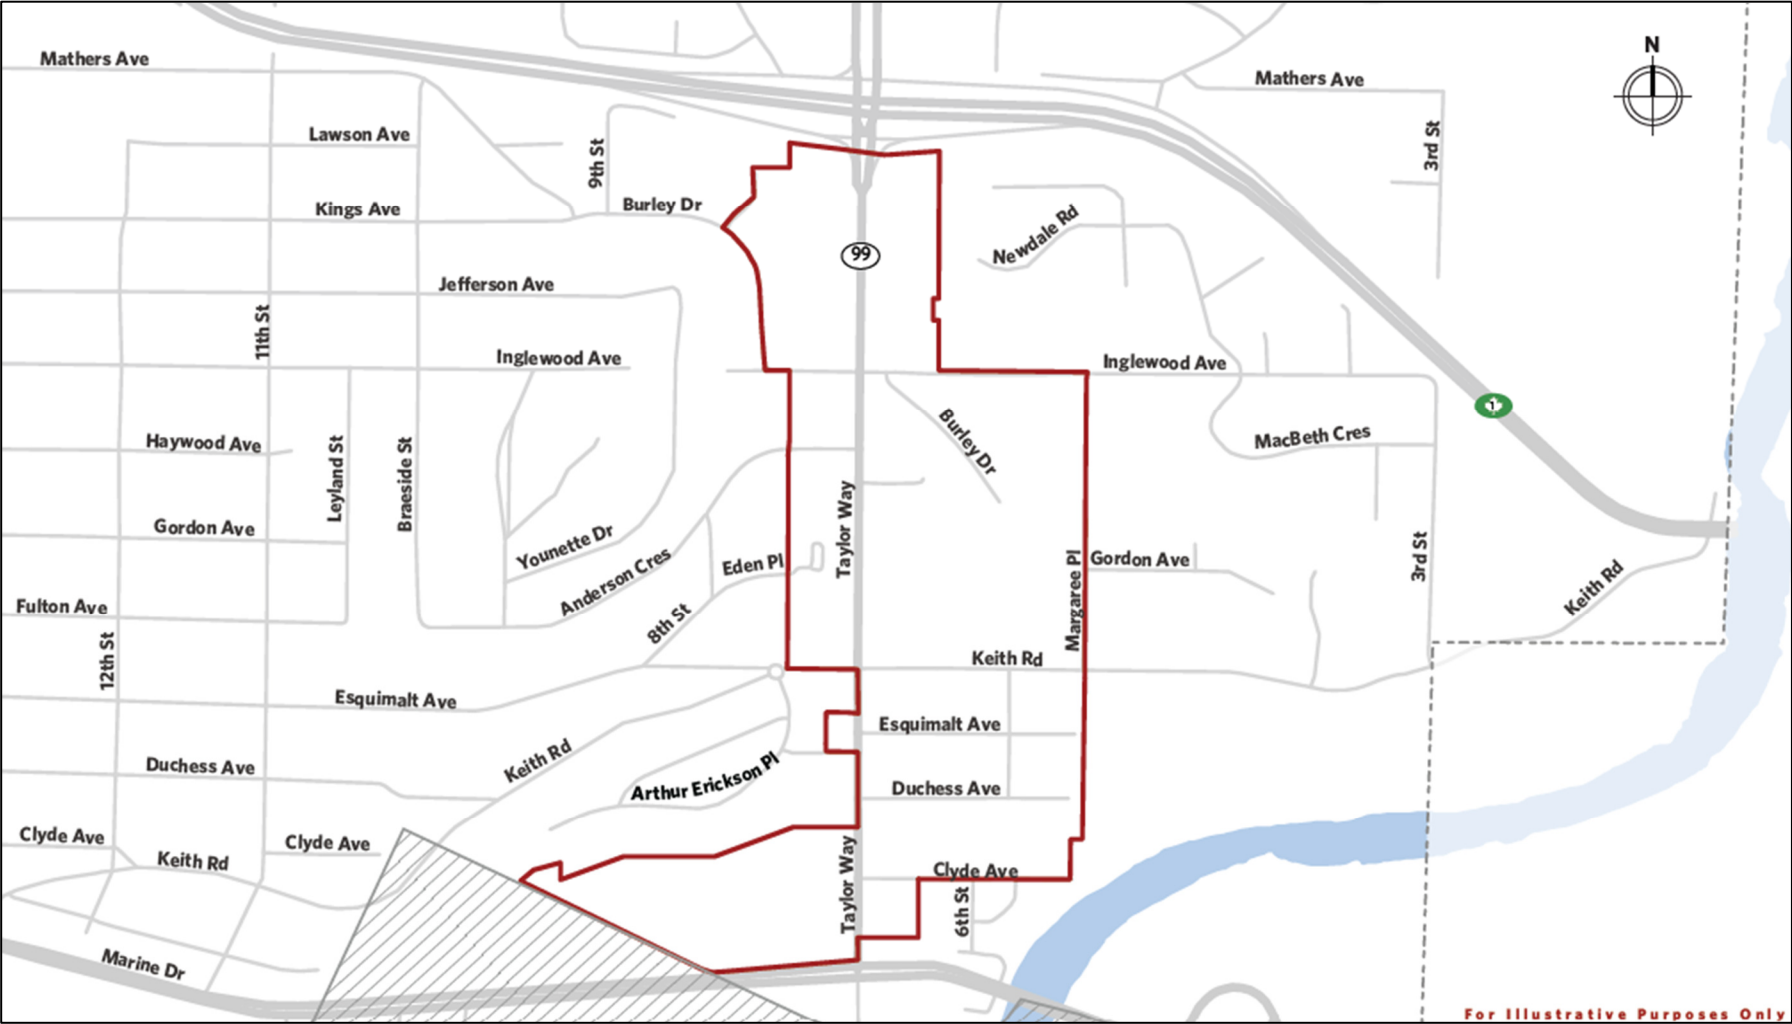 N
Mathers Ave
Mathers Ave
Lawson Ave
9th St
3rd St
Kings Ave
Burley Dr
Newdale Rd
99
Jefferson Ave
11th St
Inglewood Ave
Inglewood Ave
1
Burley Dr
MacBeth Cres
Haywood Ave
Leyland St
Braeside St
Gordon Ave
Younette Dr
Taylor Way
Anderson Cres
Eden Pl
Margaree Pl
Gordon Ave
3rd St
Keith Rd
Fulton Ave
8th St
12th St
Keith Rd
Esquimalt Ave
Esquimalt Ave
Keith Rd
Duchess Ave
Arthur Erickson Pl
Duchess Ave
Clyde Ave
Keith Rd
Clyde Ave
Taylor Way
Clyde Ave
6th St
Marine Dr
For Illustrative Purposes Only